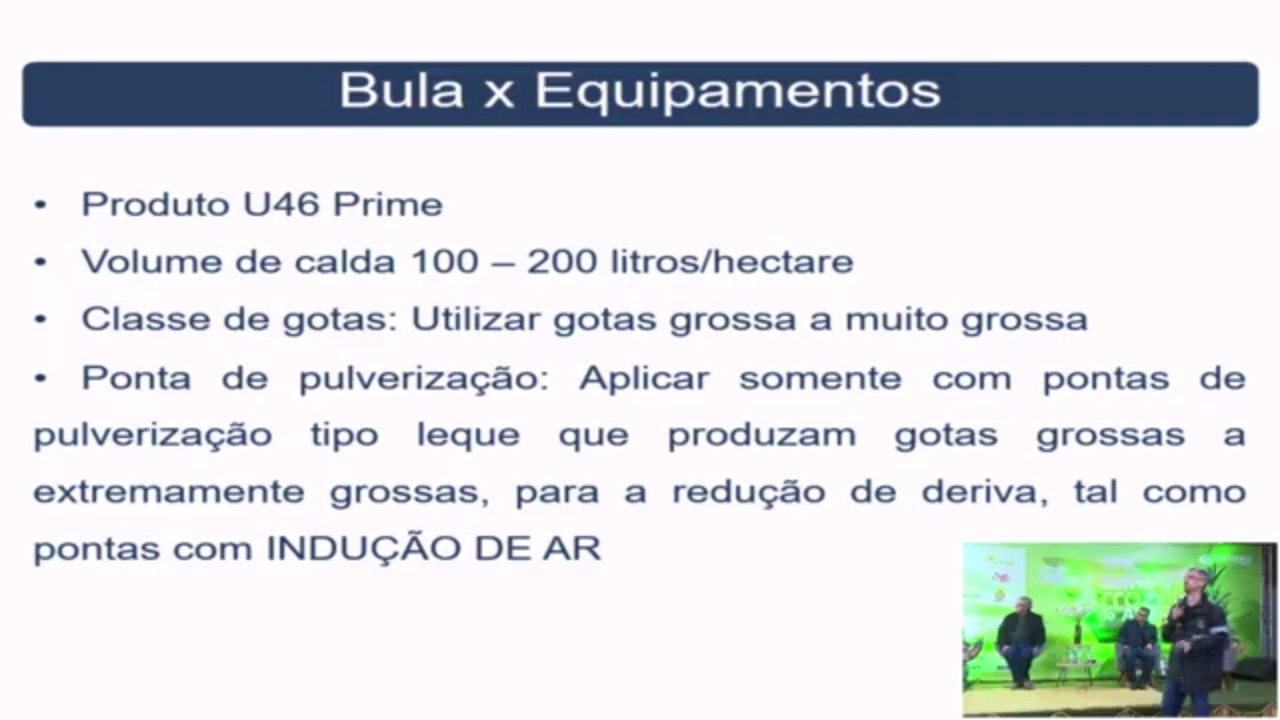 Bula x Equipamentos
• Produto U46 Prime
• Volume de calda 100 – 200 litros/hectare
• Classe de gotas: Utilizar gotas grossa a muito grossa
• Ponta de pulverização: Aplicar somente com pontas de
pulverização tipo leque que produzam gotas grossas a
extremamente grossas, para a redução de deriva, tal como
pontas com INDUÇÃO DE AR